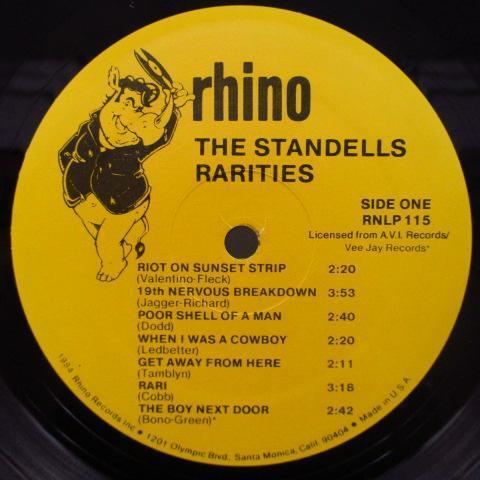 rhino
THE STANDELLS
RARITIES
SIDE ONE
RNLP 115
Licensed from A.V.I. Records/
Vee Jay Records*
RIOT ON SUNSET STRIP 2:20
(Valentino-Fleck)
19th NERVOUS BREAKDOWN 3:53
(Jagger-Richard)
POOR SHELL OF A MAN 2:40
(Dodd)
WHEN I WAS A COWBOY 2:20
(Ledbetter)
GET AWAY FROM HERE 2:11
(Tamblyn)
RARI 3:18
(Cobb)
THE BOY NEXT DOOR 2:42
(Bono-Green)*
1984 Rhino Records Inc • 1201 Olympic Blvd., Santa Monica, Calif. 90404 • Made in U.S.A.